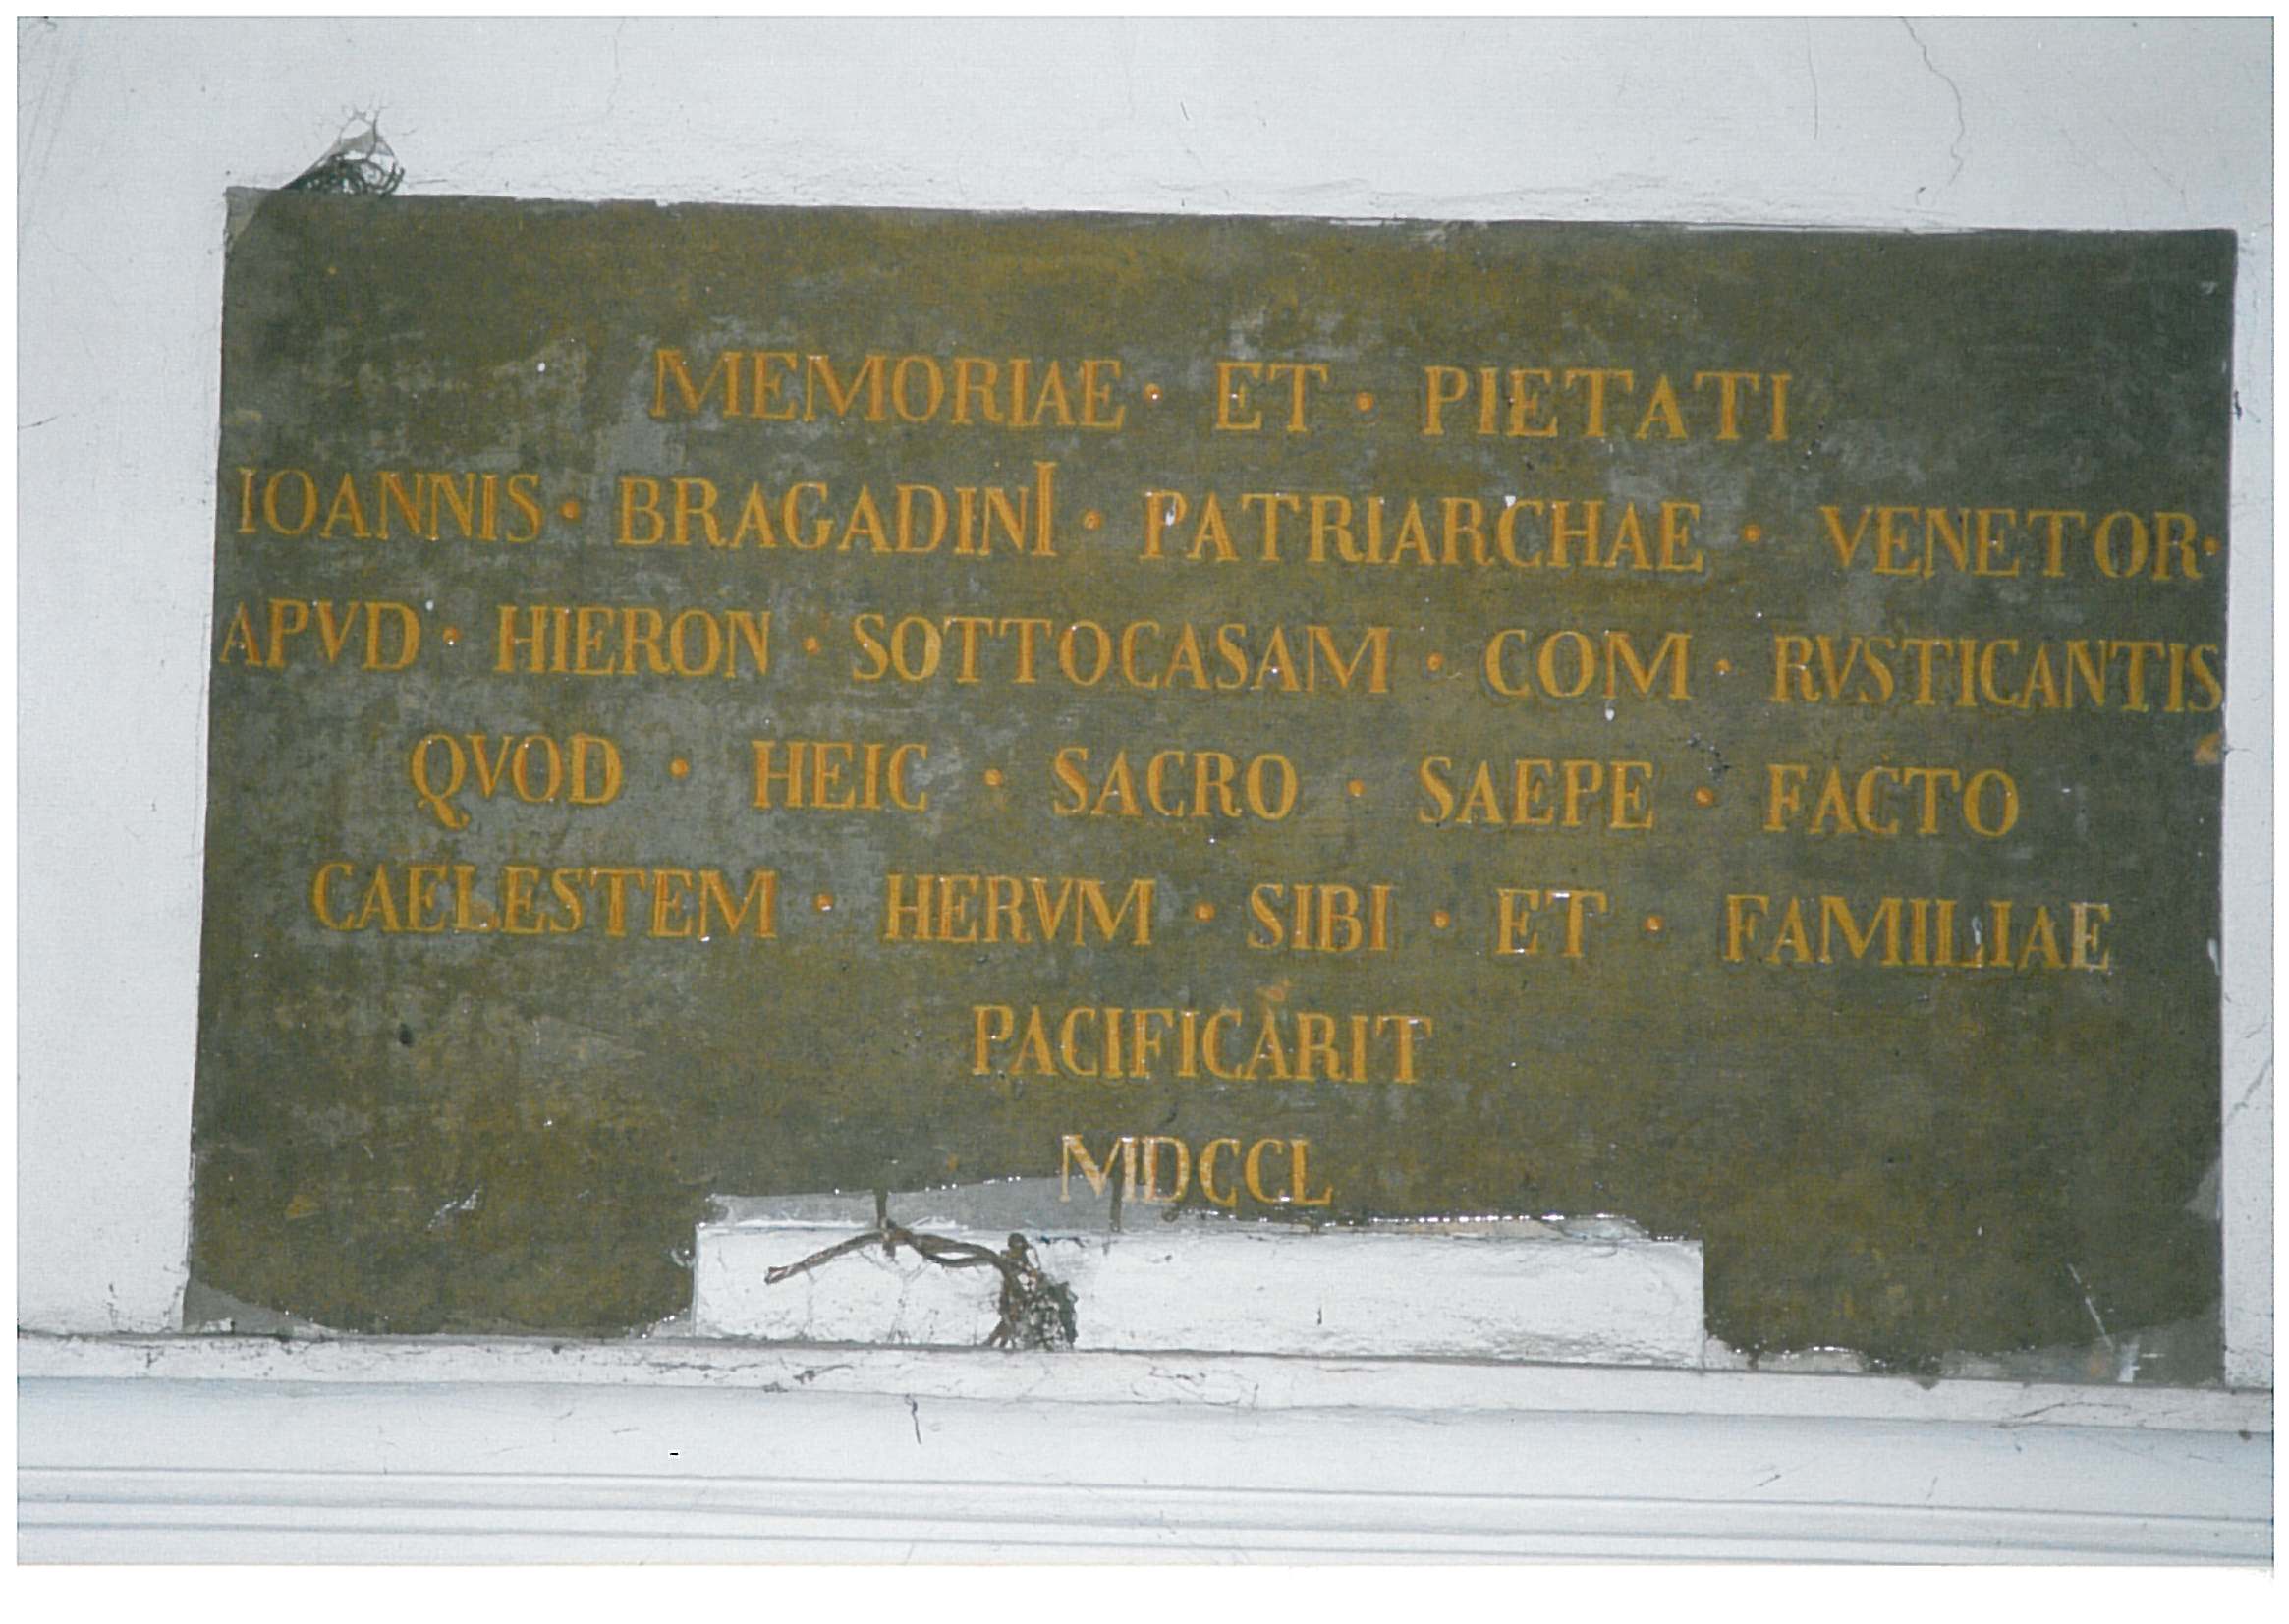 MEMORIAE · ET · PIETATI
IOANNIS · BRAGADINI · PATRIARCHAE · VENETOR·
APVD · HIERON · SOTTOCASAM · COM · RVSTICANTIS
QVOD · HEIC · SACRO · SAEPE · FACTO
CAELESTEM · HERVM · SIBI · ET · FAMILIAE
PACIFICARIT
MDCCL